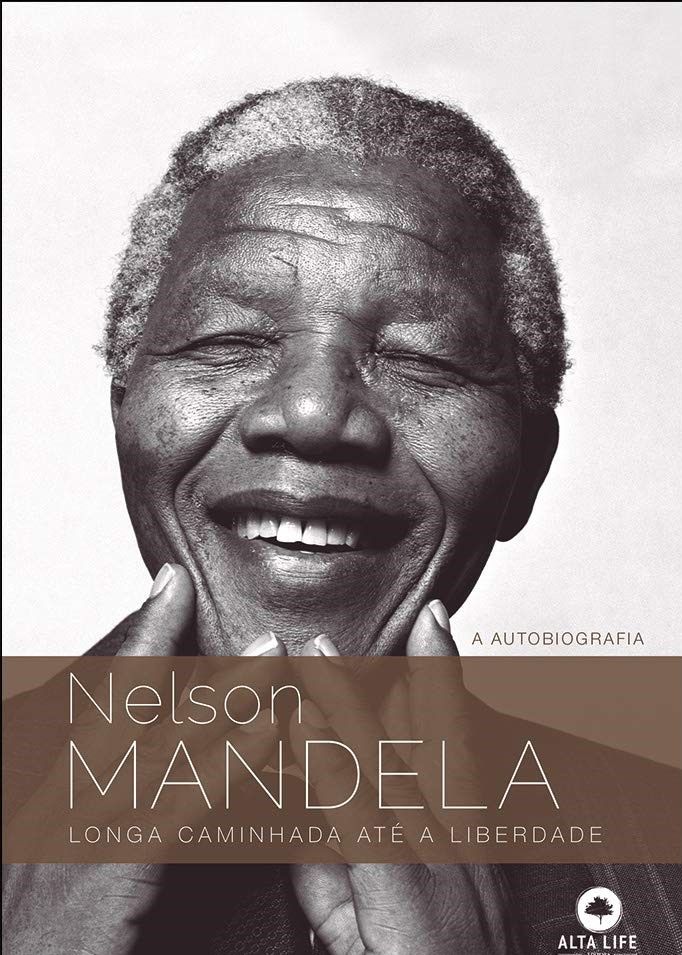 A AUTOBIOGRAFIA
Nelson
MANDELA
LONGA CAMINHADA ATÉ A LIBERDADE
ALTA LIFE